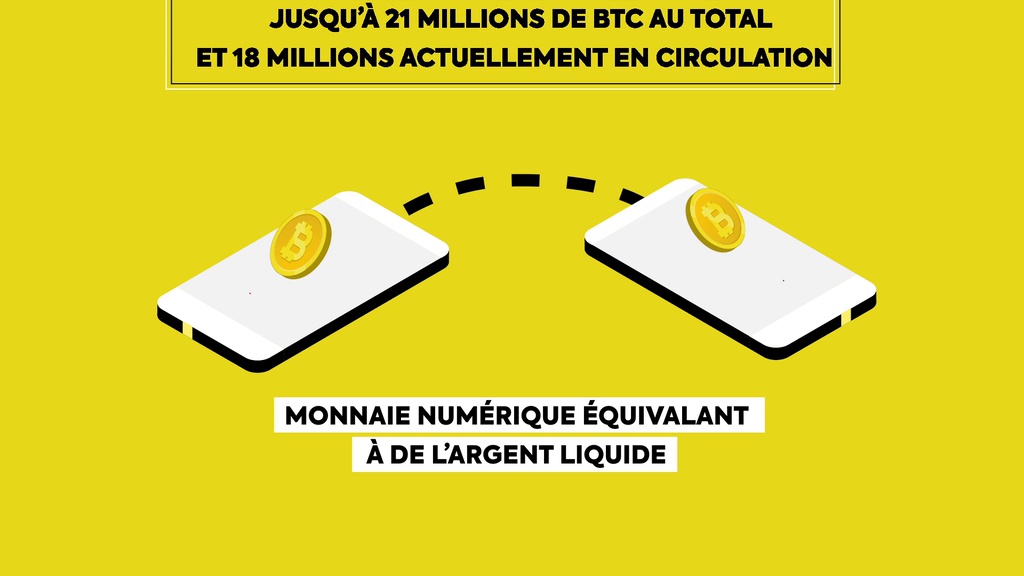 JUSQU’À 21 MILLIONS DE BTC AU TOTAL
ET 18 MILLIONS ACTUELLEMENT EN CIRCULATION
MONNAIE NUMÉRIQUE ÉQUIVALANT
À DE L’ARGENT LIQUIDE